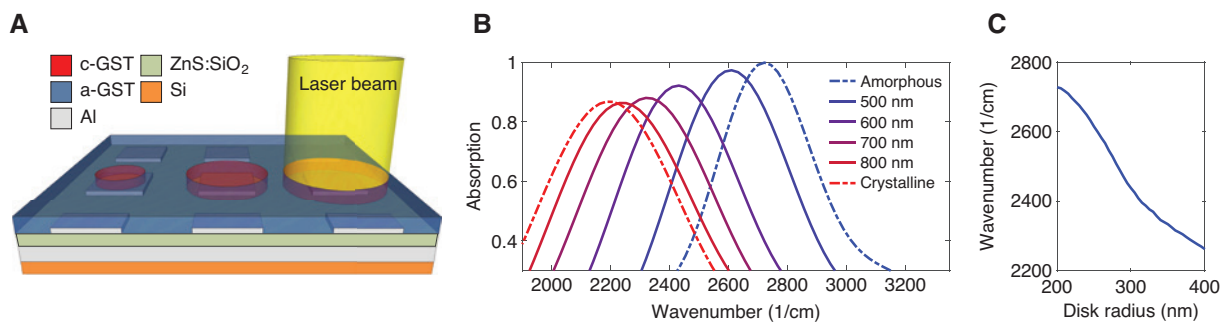 A
c-GST
ZnS:SiO₂
a-GST
Si
Al
Laser beam
B
1
0.8
0.6
0.4
Absorption
Amorphous
500 nm
600 nm
700 nm
800 nm
Crystalline
2000 2200 2400 2600 2800 3000 3200
Wavenumber (1/cm)
C
2800
2600
2400
2200
Wavenumber (1/cm)
200 300 400
Disk radius (nm)